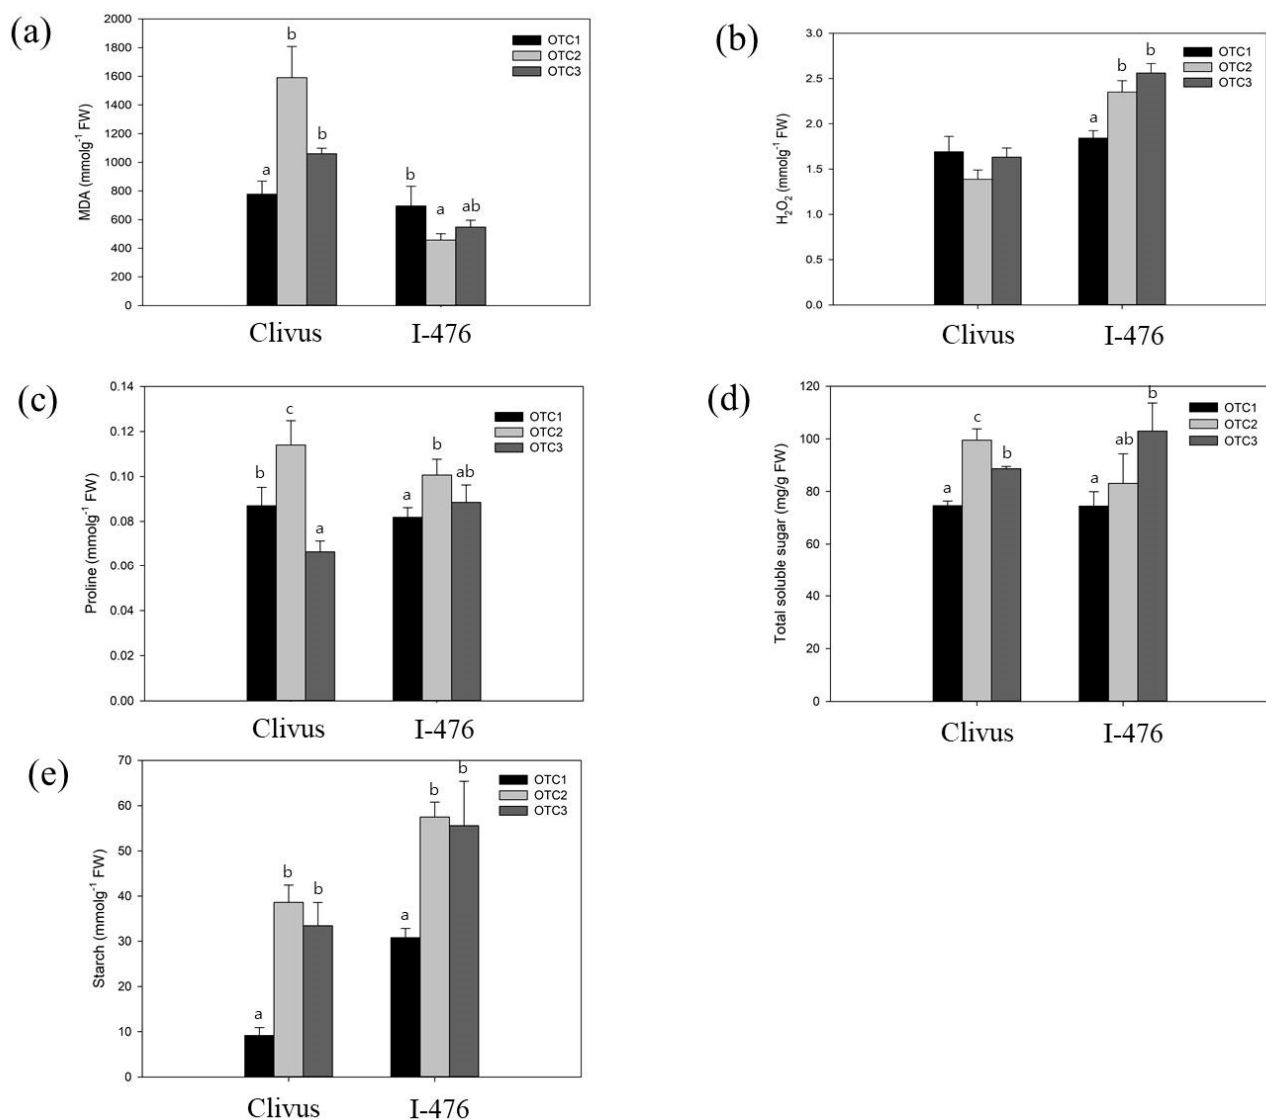 (a)
MDA (mmolg⁻¹ FW)
2000
1800
1600
1400
1200
1000
800
600
400
200
0
OTC1
OTC2
OTC3
a
b
b
b
a
ab
Clivus
I-476
(b)
H₂O₂ (mmolg⁻¹ FW)
3.0
2.5
2.0
1.5
1.0
0.5
0.0
OTC1
OTC2
OTC3
a
b
b
Clivus
I-476
(c)
Proline (mmolg⁻¹ FW)
0.14
0.12
0.10
0.08
0.06
0.04
0.02
0.00
OTC1
OTC2
OTC3
b
c
a
a
b
ab
Clivus
I-476
(d)
Total soluble sugar (mg/g FW)
120
100
80
60
40
20
0
OTC1
OTC2
OTC3
a
c
b
a
ab
b
Clivus
I-476
(e)
Starch (mmolg⁻¹ FW)
70
60
50
40
30
20
10
0
OTC1
OTC2
OTC3
a
b
b
a
b
b
Clivus
I-476